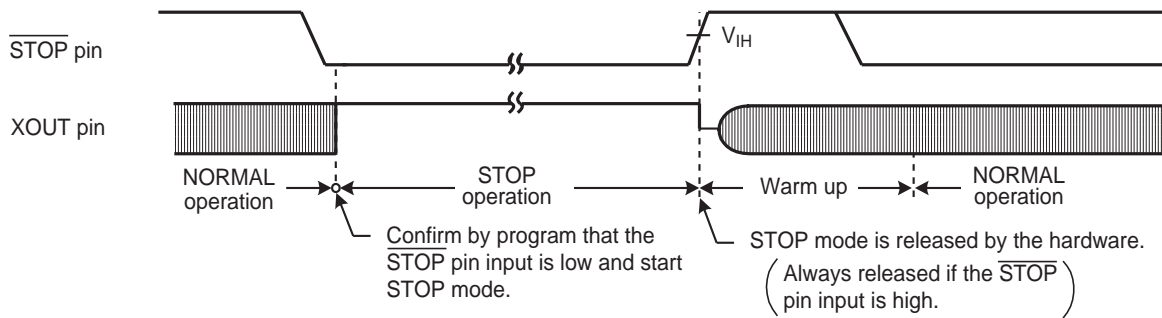 STOP pin
VIH
XOUT pin
NORMAL
operation
STOP
operation
Warm up
NORMAL
operation
Confirm by program that the
STOP pin input is low and start
STOP mode.
STOP mode is released by the hardware.
( Always released if the STOP
pin input is high. )